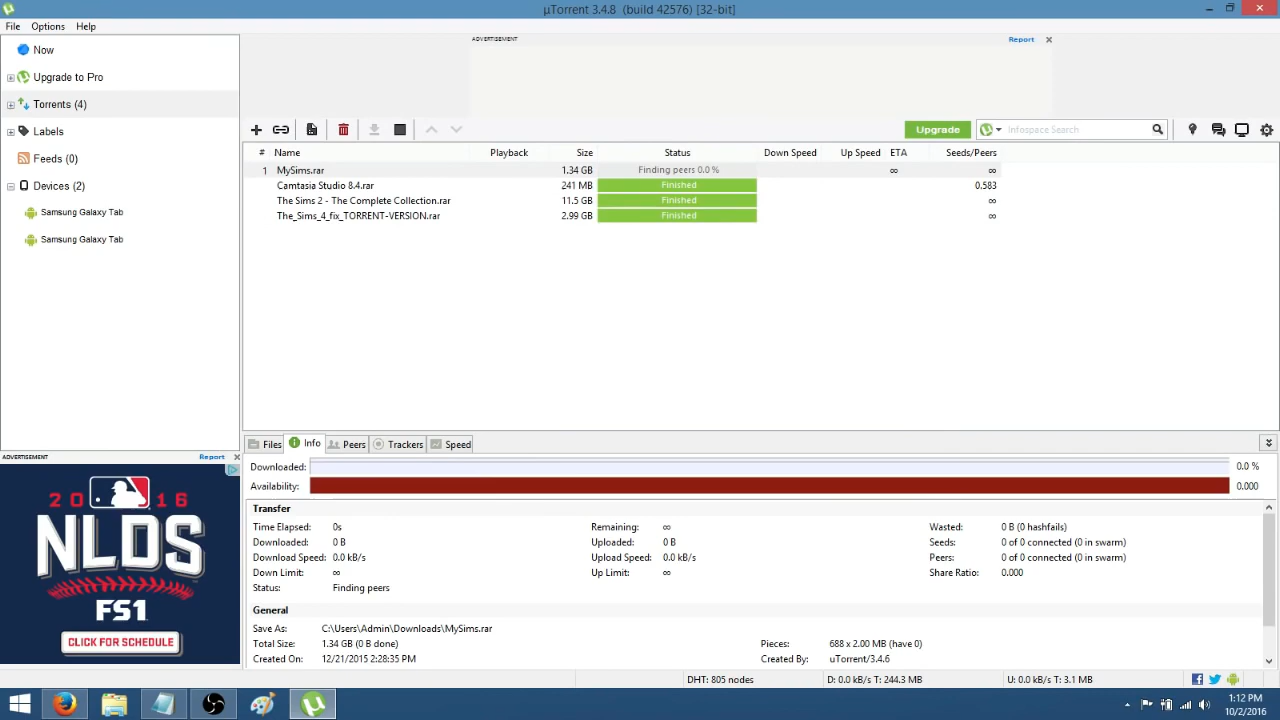 µTorrent 3.4.8 (build 42576) [32-bit]
File Options Help
Now
Upgrade to Pro
Torrents (4)
Labels
Feeds (0)
Devices (2)
Samsung Galaxy Tab
Samsung Galaxy Tab
ADVERTISEMENT Report
Upgrade Infospace Search
# Name Playback Size Status Down Speed Up Speed ETA Seeds/Peers
1 MySims.rar 1.34 GB Finding peers 0.0 % ∞ ∞
Camtasia Studio 8.4.rar 241 MB Finished 0.583
The Sims 2 - The Complete Collection.rar 11.5 GB Finished ∞
The_Sims_4_fix_TORRENT-VERSION.rar 2.99 GB Finished ∞
Files Info Peers Trackers Speed
Downloaded: 0.0 %
Availability: 0.000
Transfer
Time Elapsed: 0s Remaining: ∞ Wasted: 0 B (0 hashfails)
Downloaded: 0 B Uploaded: 0 B Seeds: 0 of 0 connected (0 in swarm)
Download Speed: 0.0 kB/s Upload Speed: 0.0 kB/s Peers: 0 of 0 connected (0 in swarm)
Down Limit: ∞ Up Limit: ∞ Share Ratio: 0.000
Status: Finding peers
General
Save As: C:\Users\Admin\Downloads\MySims.rar
Total Size: 1.34 GB (0 B done) Pieces: 688 x 2.00 MB (have 0)
Created On: 12/21/2015 2:28:35 PM Created By: uTorrent/3.4.6
ADVERTISEMENT Report
2016
NLDS
FS1
CLICK FOR SCHEDULE
DHT: 805 nodes D: 0.0 kB/s T: 244.3 MB U: 0.0 kB/s T: 3.1 MB
1:12 PM
10/2/2016